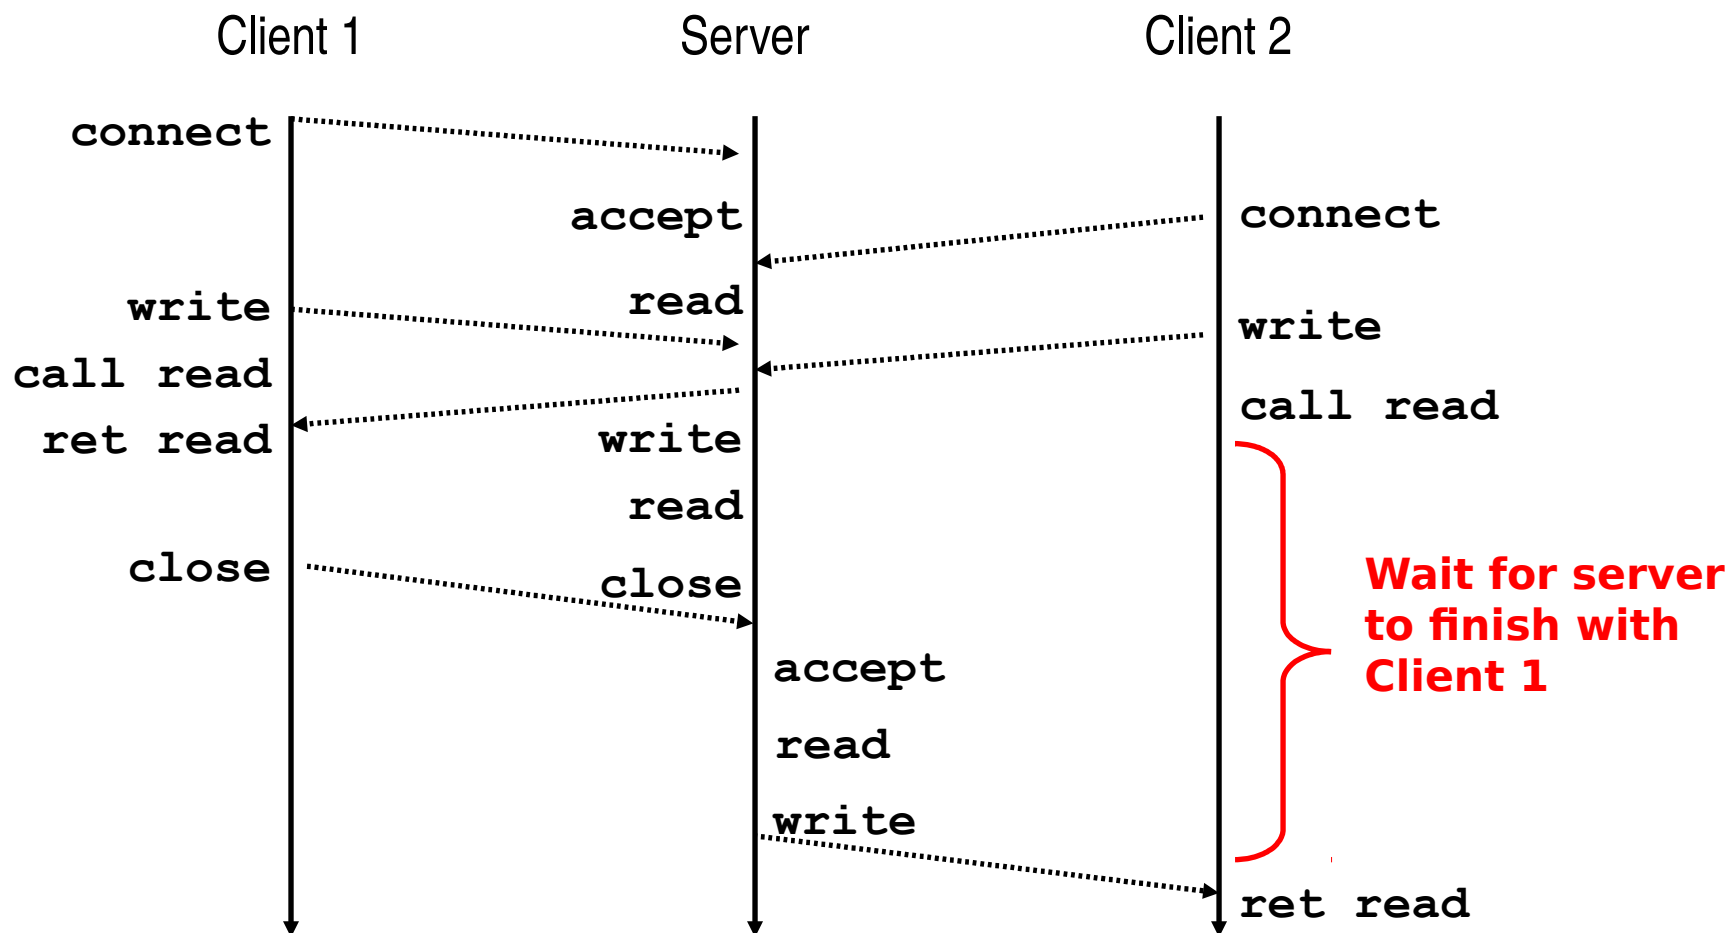 Client 1
Server
Client 2
connect
accept
connect
write
read
write
call read
call read
ret read
write
read
close
close
Wait for server
to finish with
Client 1
accept
read
write
ret read